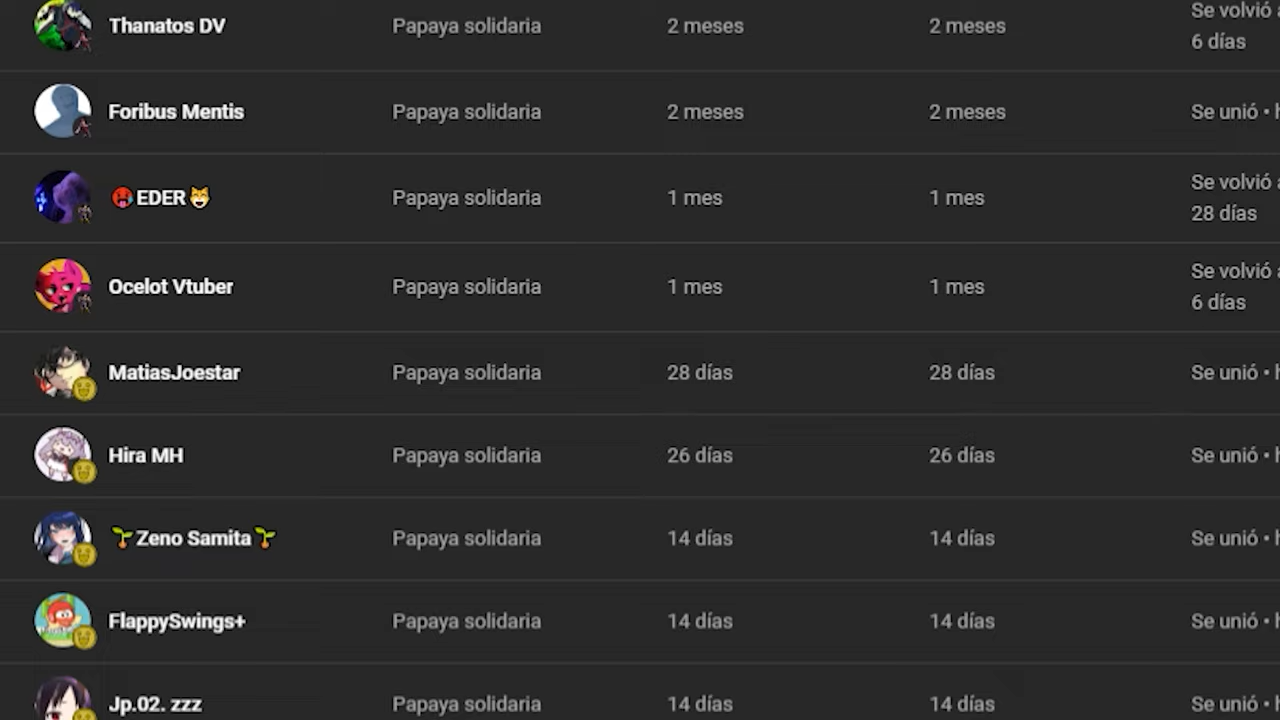 Thanatos DV Papaya solidaria 2 meses 2 meses Se volvió
6 días
Foribus Mentis Papaya solidaria 2 meses 2 meses Se unió •
🥵EDER😸 Papaya solidaria 1 mes 1 mes Se volvió
28 días
Ocelot Vtuber Papaya solidaria 1 mes 1 mes Se volvió
6 días
MatiasJoestar Papaya solidaria 28 días 28 días Se unió •
Hira MH Papaya solidaria 26 días 26 días Se unió •
🌱Zeno Samita🌱 Papaya solidaria 14 días 14 días Se unió •
FlappySwings+ Papaya solidaria 14 días 14 días Se unió •
Jp.02. zzz Papaya solidaria 14 días 14 días Se unió •